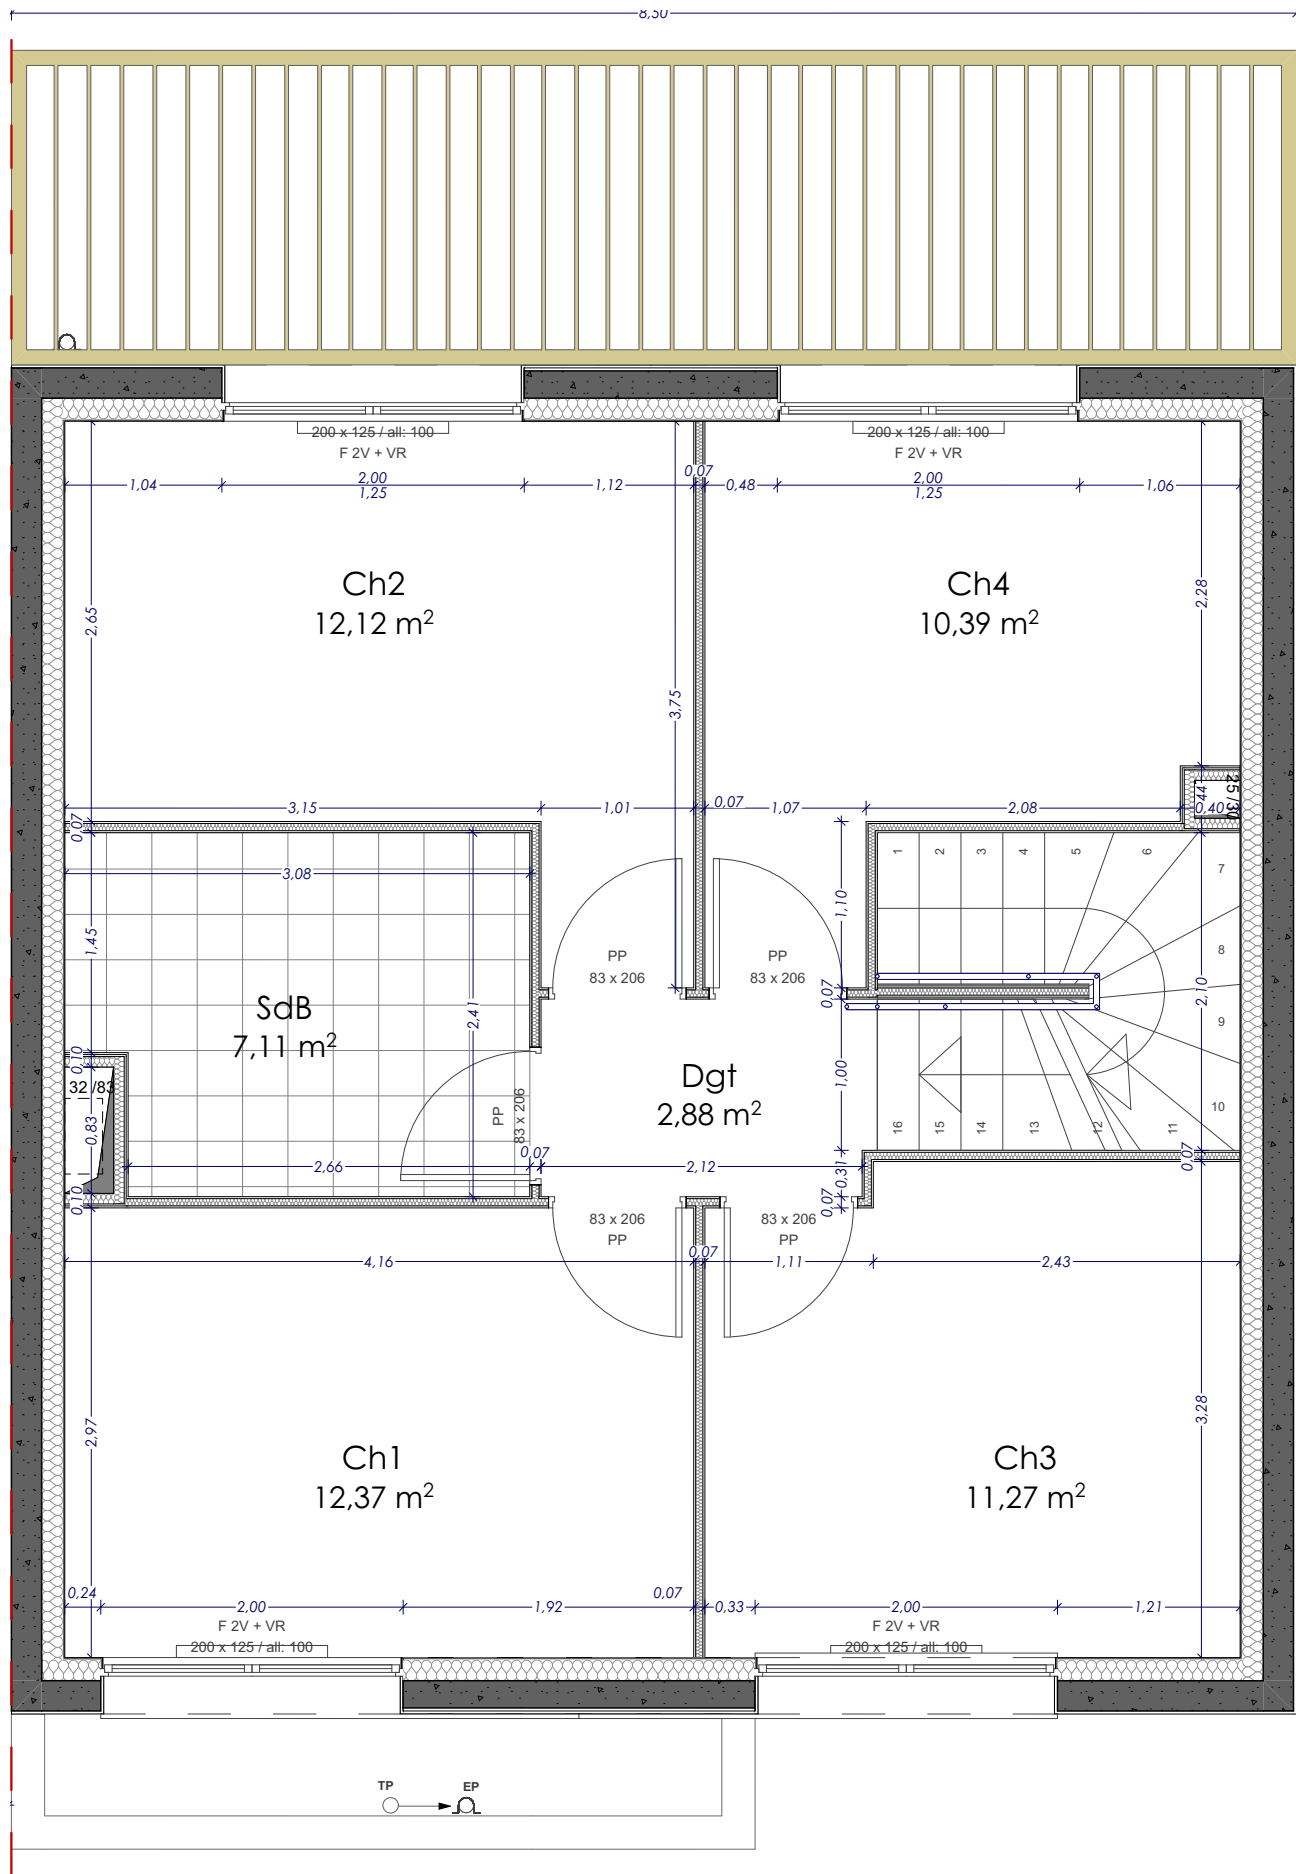 8,50
200 x 125 / all: 100
F 2V + VR
200 x 125 / all: 100
F 2V + VR
1,04
2,00
1,25
1,12
0,07
0,48
2,00
1,25
1,06
Ch2
12,12 m²
Ch4
10,39 m²
2,65
3,75
2,28
3,15
1,01
0,07
1,07
2,08
0,44
0,40
25 /30
0,07
3,08
1,45
2,41
1,10
1
2
3
4
5
6
7
8
9
10
11
12
13
14
15
16
2,10
PP
83 x 206
PP
83 x 206
0,07
SdB
7,11 m²
Dgt
2,88 m²
1,00
0,10
32 /83
0,83
0,10
PP
83 x 206
2,66
0,07
2,12
0,31
0,07
0,07
83 x 206
PP
83 x 206
PP
4,16
0,07
1,11
2,43
2,97
3,28
Ch1
12,37 m²
Ch3
11,27 m²
0,24
2,00
1,92
0,07
0,33
2,00
1,21
F 2V + VR
200 x 125 / all: 100
F 2V + VR
200 x 125 / all: 100
TP
EP